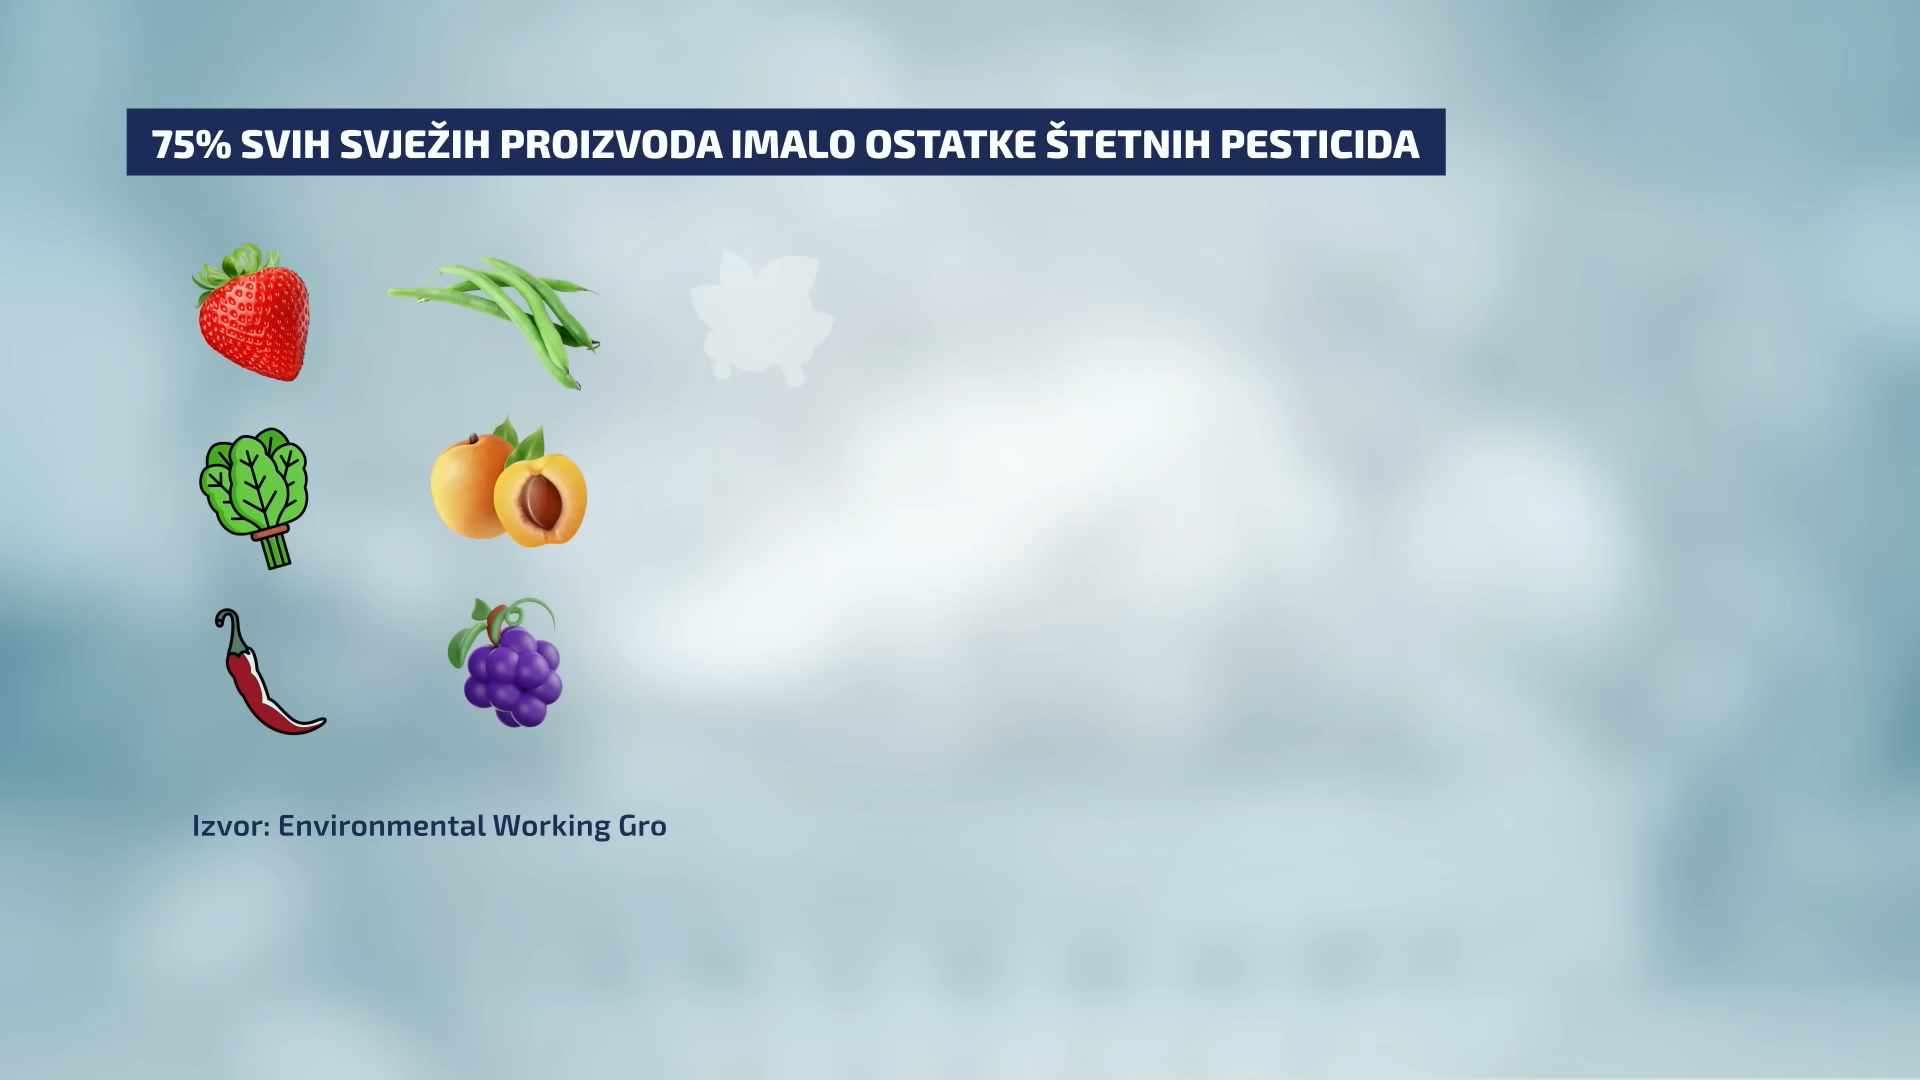 75% SVIH SVJEŽIH PROIZVODA IMALO OSTATKE ŠTETNIH PESTICIDA
Izvor: Environmental Working Gro